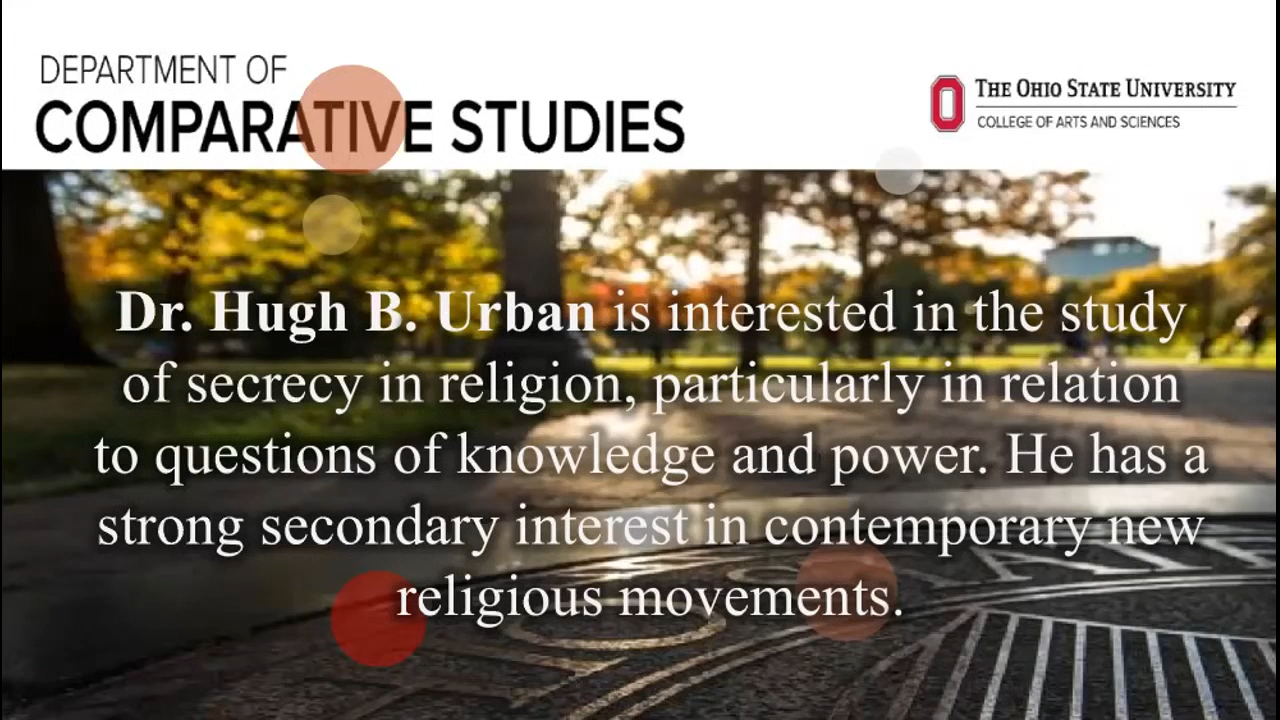 DEPARTMENT OF
COMPARATIVE STUDIES
THE OHIO STATE UNIVERSITY
COLLEGE OF ARTS AND SCIENCES
Dr. Hugh B. Urban is interested in the study
of secrecy in religion, particularly in relation
to questions of knowledge and power. He has a
strong secondary interest in contemporary new
religious movements.